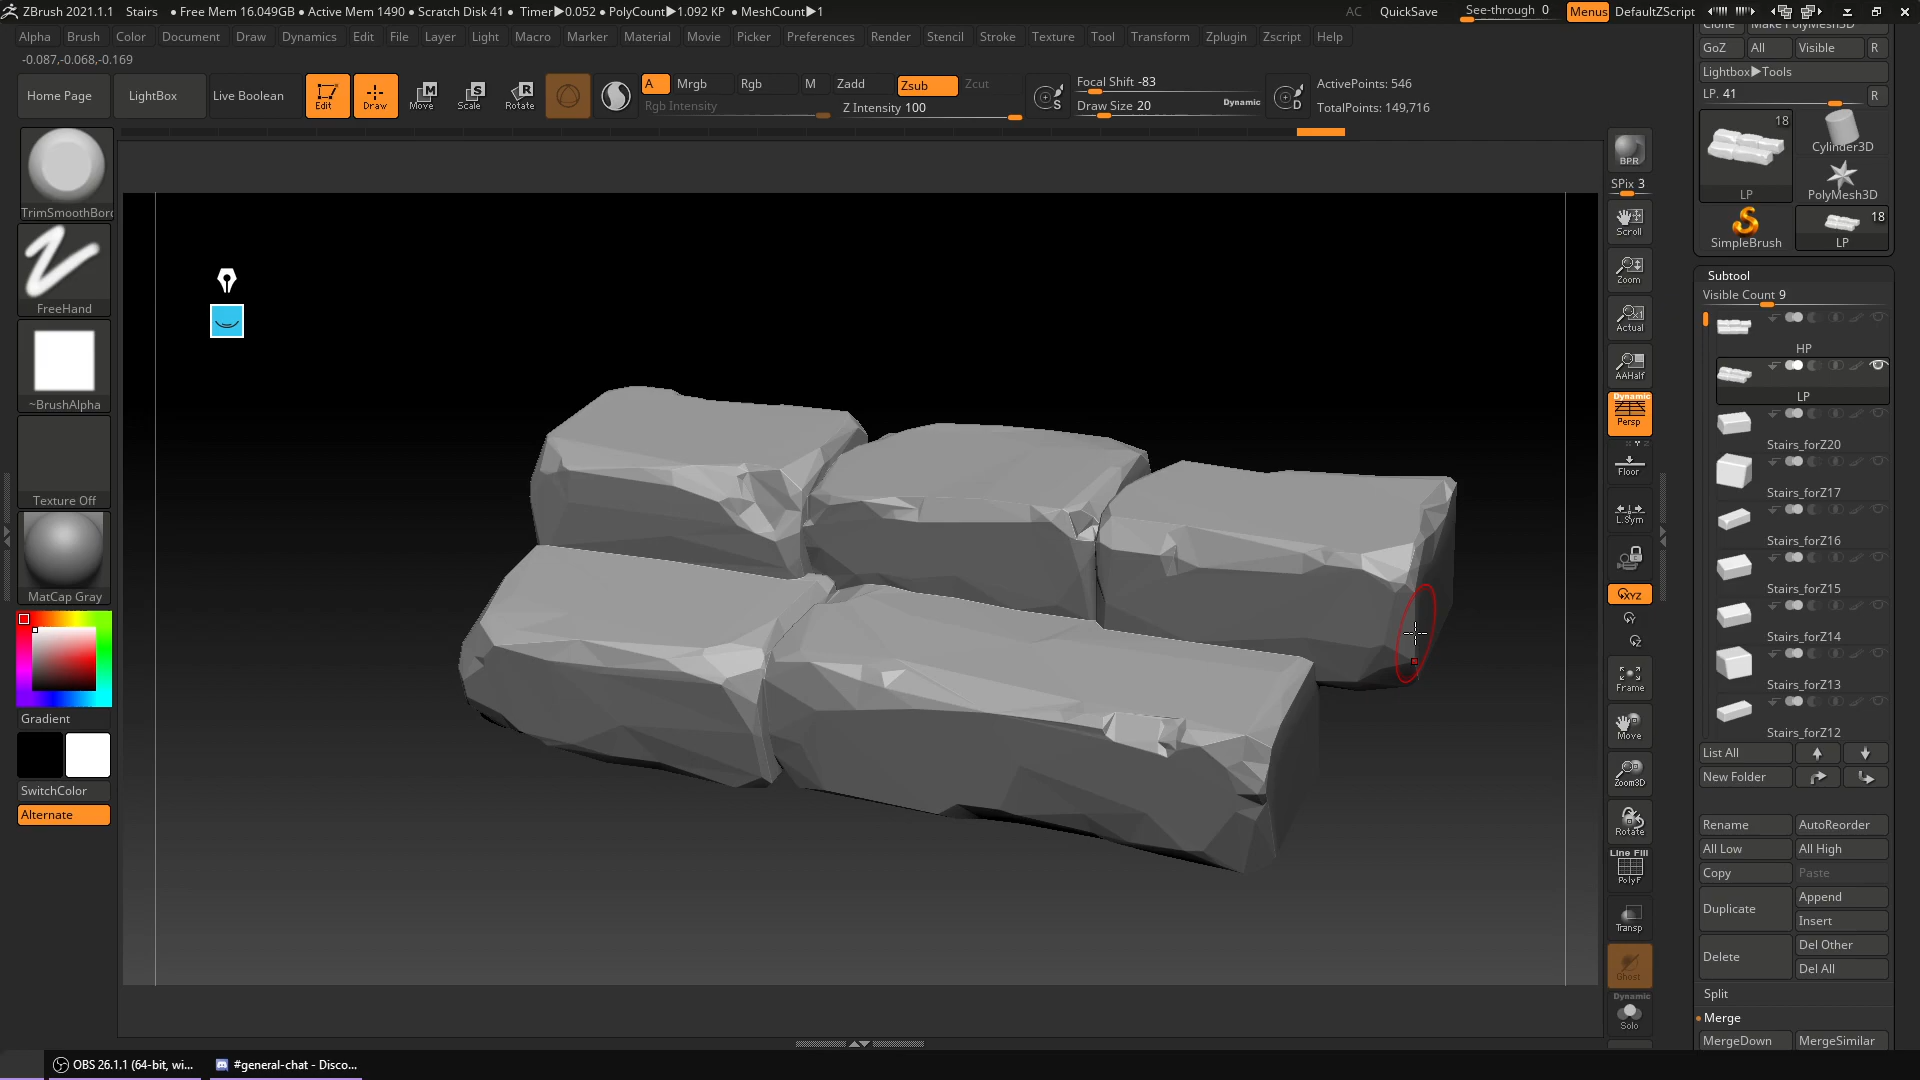 ZBrush 2021.1.1 Stairs • Free Mem 16.049GB • Active Mem 1490 • Scratch Disk 41 • Timer▶0.052 • PolyCount▶1.092 KP • MeshCount▶1 AC QuickSave See-through 0 Menus DefaultZScript
Alpha Brush Color Document Draw Dynamics Edit File Layer Light Macro Marker Material Movie Picker Preferences Render Stencil Stroke Texture Tool Transform Zplugin Zscript Help
-0.087,-0.068,-0.169
Home Page LightBox Live Boolean Edit Draw Move Scale Rotate
A Mrgb Rgb M Zadd Zsub Zcut
Rgb Intensity Z Intensity 100
Focal Shift -83
Draw Size 20 Dynamic
S
D
ActivePoints: 546
TotalPoints: 149,716
TrimSmoothBor
FreeHand
~BrushAlpha
Texture Off
MatCap Gray
Gradient
SwitchColor
Alternate
BPR
SPix 3
Scroll
Zoom
Actual
AAHalf
Dynamic
Persp
Floor
L.Sym
XYZ
Y
Z
Frame
Move
Zoom3D
Rotate
Line Fill
PolyF
Transp
Ghost
Dynamic
Solo
Clone Make PolyMesh3D
GoZ All Visible R
Lightbox▶Tools
LP. 41 R
18
LP
Cylinder3D
PolyMesh3D
SimpleBrush
18
LP
Subtool
Visible Count 9
HP
LP
Stairs_forZ20
Stairs_forZ17
Stairs_forZ16
Stairs_forZ15
Stairs_forZ14
Stairs_forZ13
Stairs_forZ12
List All
New Folder
Rename AutoReorder
All Low All High
Copy Paste
Duplicate Append
Insert
Delete Del Other
Del All
Split
Merge
MergeDown MergeSimilar
OBS 26.1.1 (64-bit, wi... #general-chat - Disco...